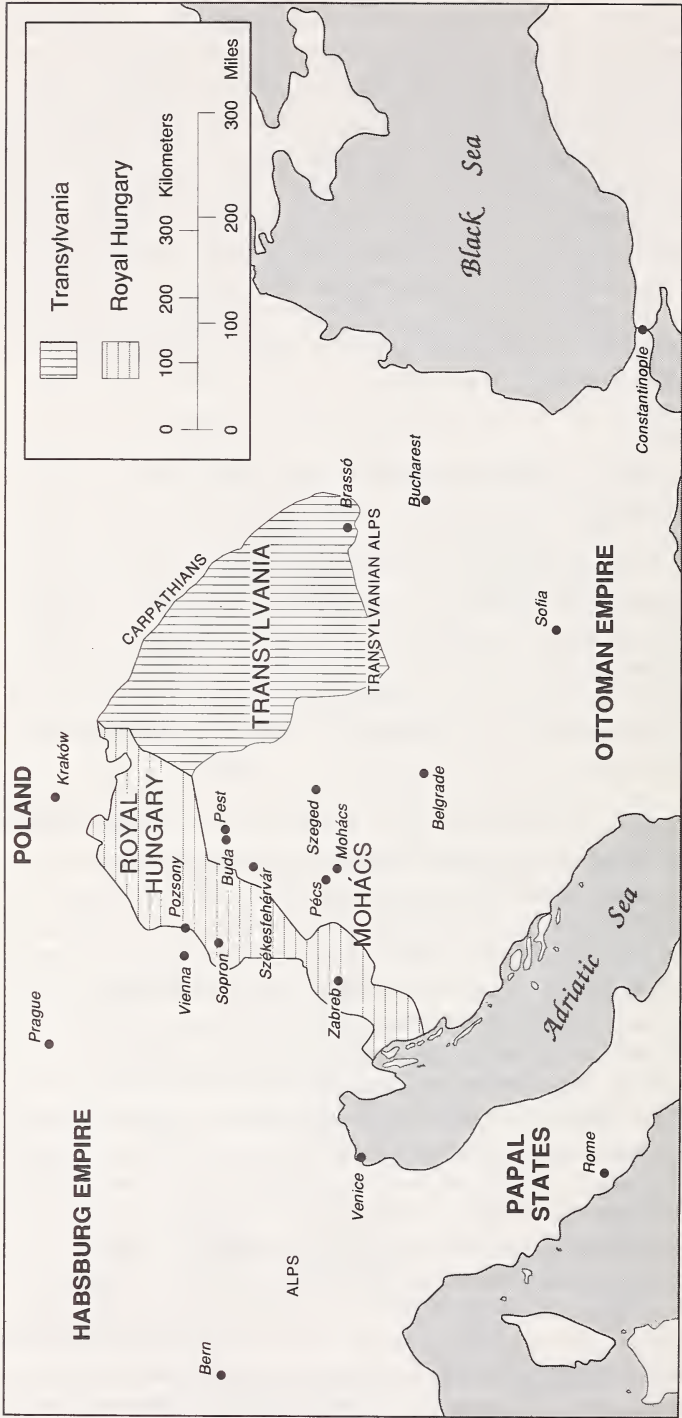 Transylvania
Royal Hungary
0 100 200 300 Kilometers
0 100 200 300 Miles
POLAND
Kraków
Prague
HABSBURG EMPIRE
CARPATHIANS
ROYAL
HUNGARY
Pozsony
Vienna
Sopron
Buda
Pest
Székesfehérvár
Bern
ALPS
TRANSYLVANIA
Brassó
TRANSYLVANIAN ALPS
Szeged
Pécs
Mohács
MOHÁCS
Zabreb
Venice
Bucharest
Belgrade
Black Sea
Sofia
OTTOMAN EMPIRE
Constantinople
Adriatic Sea
PAPAL
STATES
Rome